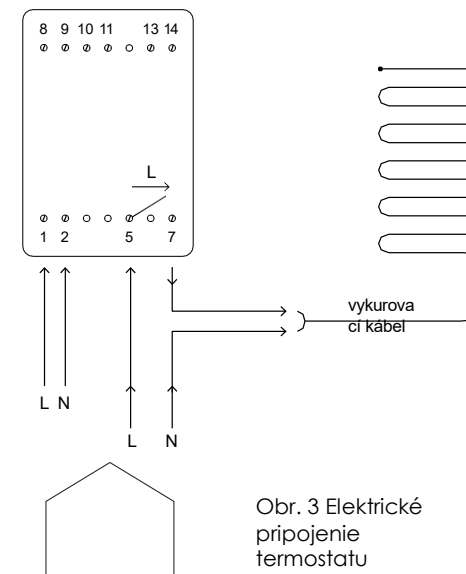 8 9 10 11 13 14
L
1 2 5 7
vykurova
cí kábel
L N
L N
Obr. 3 Elektrické
pripojenie
termostatu